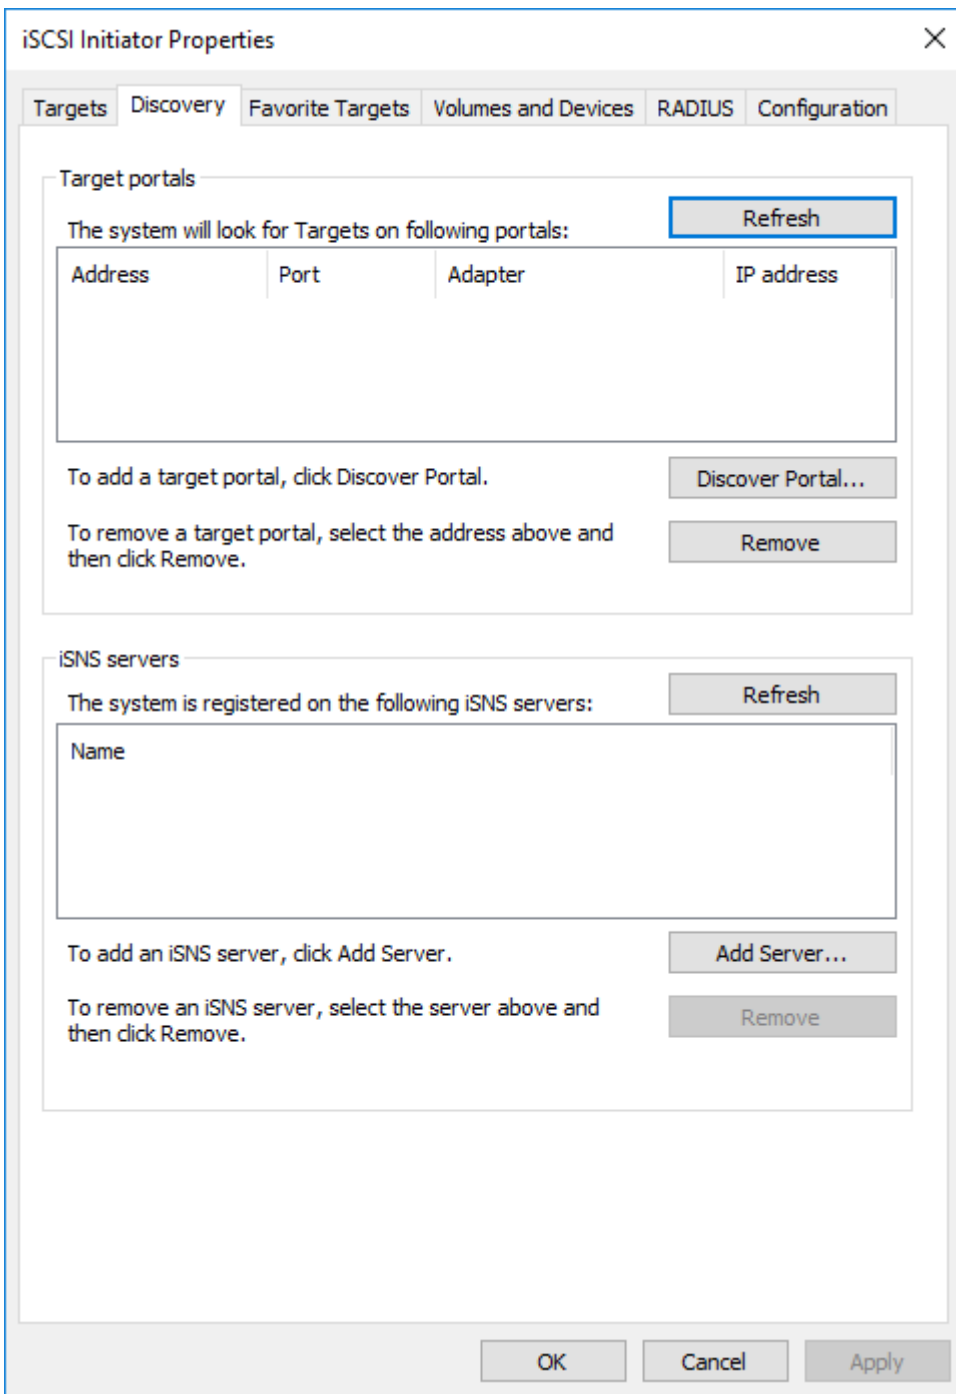 iSCSI Initiator Properties
Targets Discovery Favorite Targets Volumes and Devices RADIUS Configuration
Target portals
The system will look for Targets on following portals:
Refresh
Address Port Adapter IP address
To add a target portal, click Discover Portal.
Discover Portal...
To remove a target portal, select the address above and
then click Remove.
Remove
iSNS servers
The system is registered on the following iSNS servers:
Refresh
Name
To add an iSNS server, click Add Server.
Add Server...
To remove an iSNS server, select the server above and
then click Remove.
Remove
OK Cancel Apply